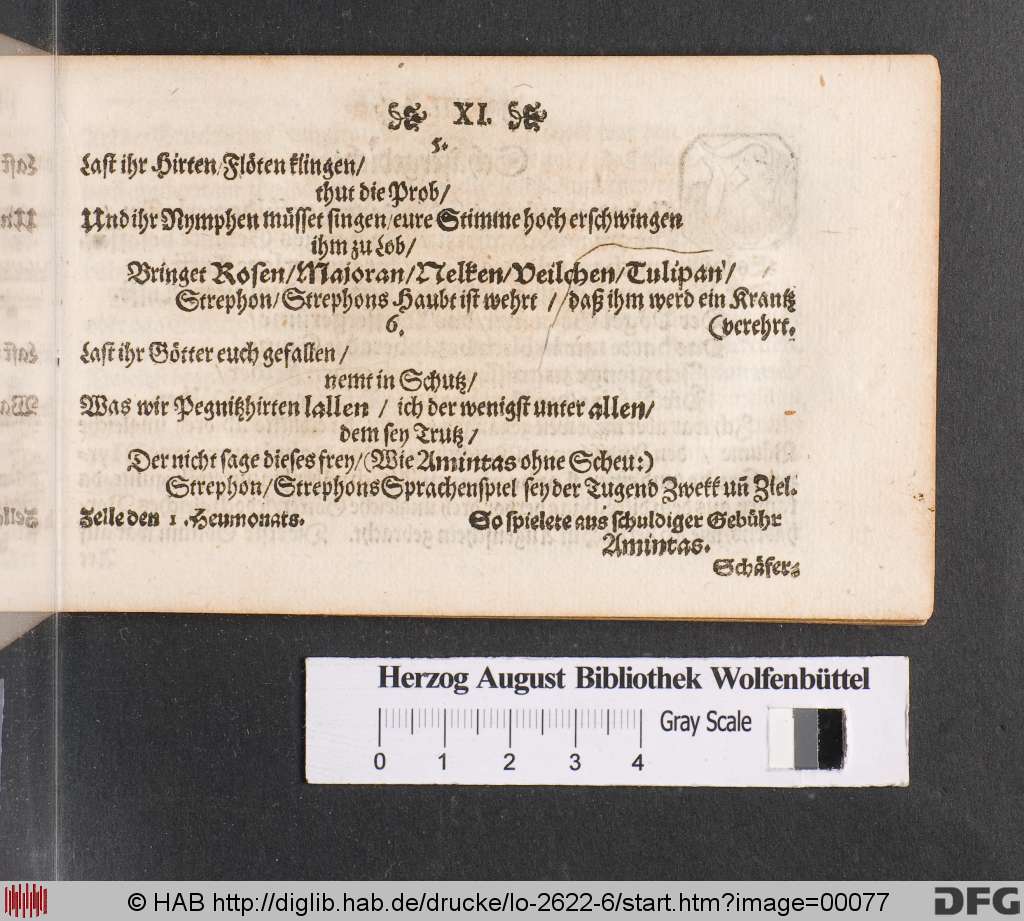 XI.
5.
Last ihr Hirten/Flöten klingen/
thut die Prob/
Und ihr Nymphen müsset singen/eure Stimme hoch erschwingen
ihm zu Lob/
Bringet Rosen/Majoran/Nelken/Veilchen/Tulipan/
Strephon/Strephons Haubt ist wehrt // daß ihm werd ein Krantz
6. (verehrt.
Last ihr Götter euch gefallen/
nemt in Schutz/
Was wir Pegnitzhirten lallen / ich der wenigst unter allen/
dem sey Trutz/
Der nicht sage dieses frey/(Wie Amintas ohne Scheu:)
Strephon/Strephons Sprachenspiel sey der Tugend Zwekk uñ Ziel.
Zelle den 1. Heumonats. So spielete aus schuldiger Gebühr
Amintas.
Schäfer-
Herzog August Bibliothek Wolfenbüttel
Gray Scale
0 1 2 3 4
© HAB http://diglib.hab.de/drucke/lo-2622-6/start.htm?image=00077
DFG